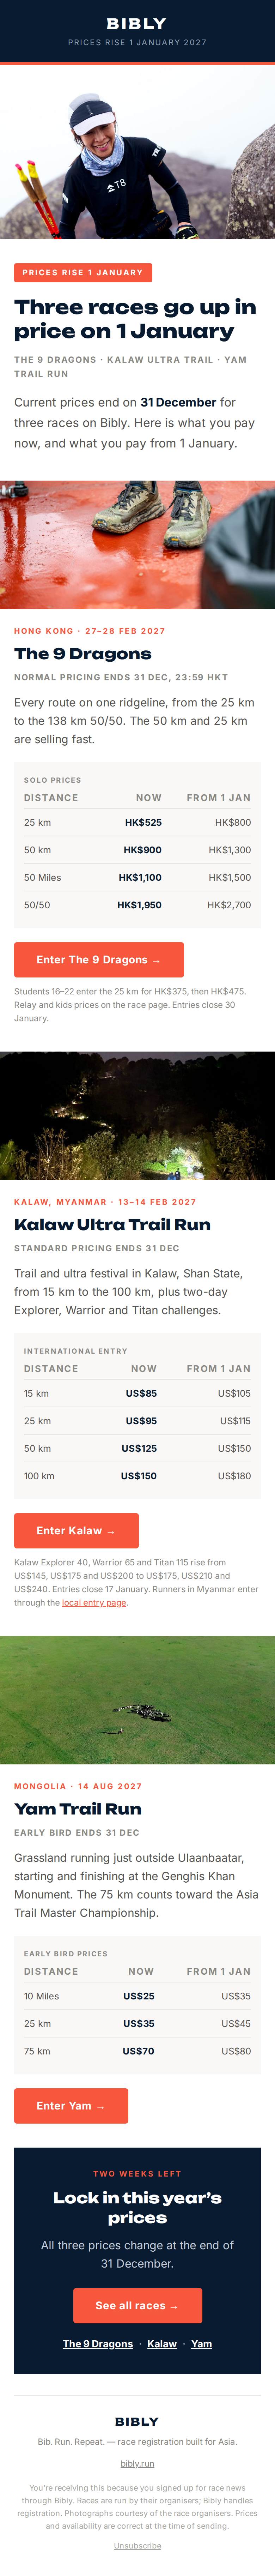 BIBLY
PRICES RISE 1 JANUARY 2027
T8
PRICES RISE 1 JANUARY
Three races go up in
price on 1 January
THE 9 DRAGONS · KALAW ULTRA TRAIL · YAM
TRAIL RUN
Current prices end on 31 December for
three races on Bibly. Here is what you pay
now, and what you pay from 1 January.
HONG KONG · 27–28 FEB 2027
The 9 Dragons
NORMAL PRICING ENDS 31 DEC, 23:59 HKT
Every route on one ridgeline, from the 25 km
to the 138 km 50/50. The 50 km and 25 km
are selling fast.
SOLO PRICES
DISTANCE NOW FROM 1 JAN
25 km HK$525 HK$800
50 km HK$900 HK$1,300
50 Miles HK$1,100 HK$1,500
50/50 HK$1,950 HK$2,700
Enter The 9 Dragons →
Students 16–22 enter the 25 km for HK$375, then HK$475.
Relay and kids prices on the race page. Entries close 30
January.
KALAW, MYANMAR · 13–14 FEB 2027
Kalaw Ultra Trail Run
STANDARD PRICING ENDS 31 DEC
Trail and ultra festival in Kalaw, Shan State,
from 15 km to the 100 km, plus two-day
Explorer, Warrior and Titan challenges.
INTERNATIONAL ENTRY
DISTANCE NOW FROM 1 JAN
15 km US$85 US$105
25 km US$95 US$115
50 km US$125 US$150
100 km US$150 US$180
Enter Kalaw →
Kalaw Explorer 40, Warrior 65 and Titan 115 rise from
US$145, US$175 and US$200 to US$175, US$210 and
US$240. Entries close 17 January. Runners in Myanmar enter
through the local entry page.
MONGOLIA · 14 AUG 2027
Yam Trail Run
EARLY BIRD ENDS 31 DEC
Grassland running just outside Ulaanbaatar,
starting and finishing at the Genghis Khan
Monument. The 75 km counts toward the Asia
Trail Master Championship.
EARLY BIRD PRICES
DISTANCE NOW FROM 1 JAN
10 Miles US$25 US$35
25 km US$35 US$45
75 km US$70 US$80
Enter Yam →
TWO WEEKS LEFT
Lock in this year’s
prices
All three prices change at the end of
31 December.
See all races →
The 9 Dragons · Kalaw · Yam
BIBLY
Bib. Run. Repeat. — race registration built for Asia.
bibly.run
You’re receiving this because you signed up for race news
through Bibly. Races are run by their organisers; Bibly handles
registration. Photographs courtesy of the race organisers. Prices
and availability are correct at the time of sending.
Unsubscribe